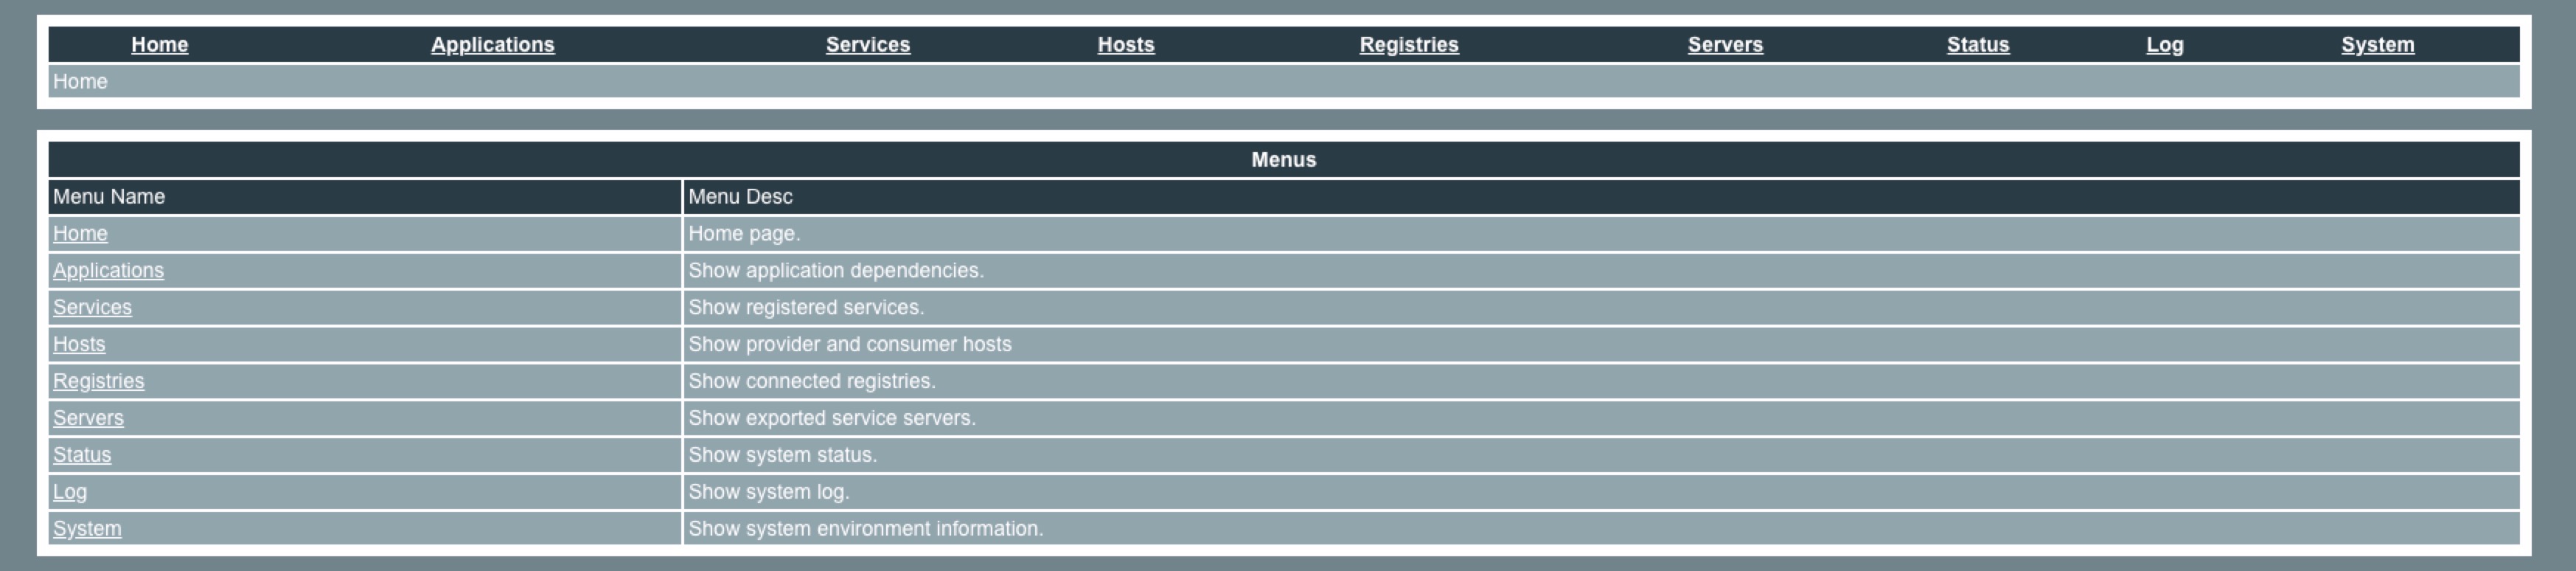 Home Applications Services Hosts Registries Servers Status Log System
Home
Menus
Menu Name Menu Desc
Home Home page.
Applications Show application dependencies.
Services Show registered services.
Hosts Show provider and consumer hosts
Registries Show connected registries.
Servers Show exported service servers.
Status Show system status.
Log Show system log.
System Show system environment information.